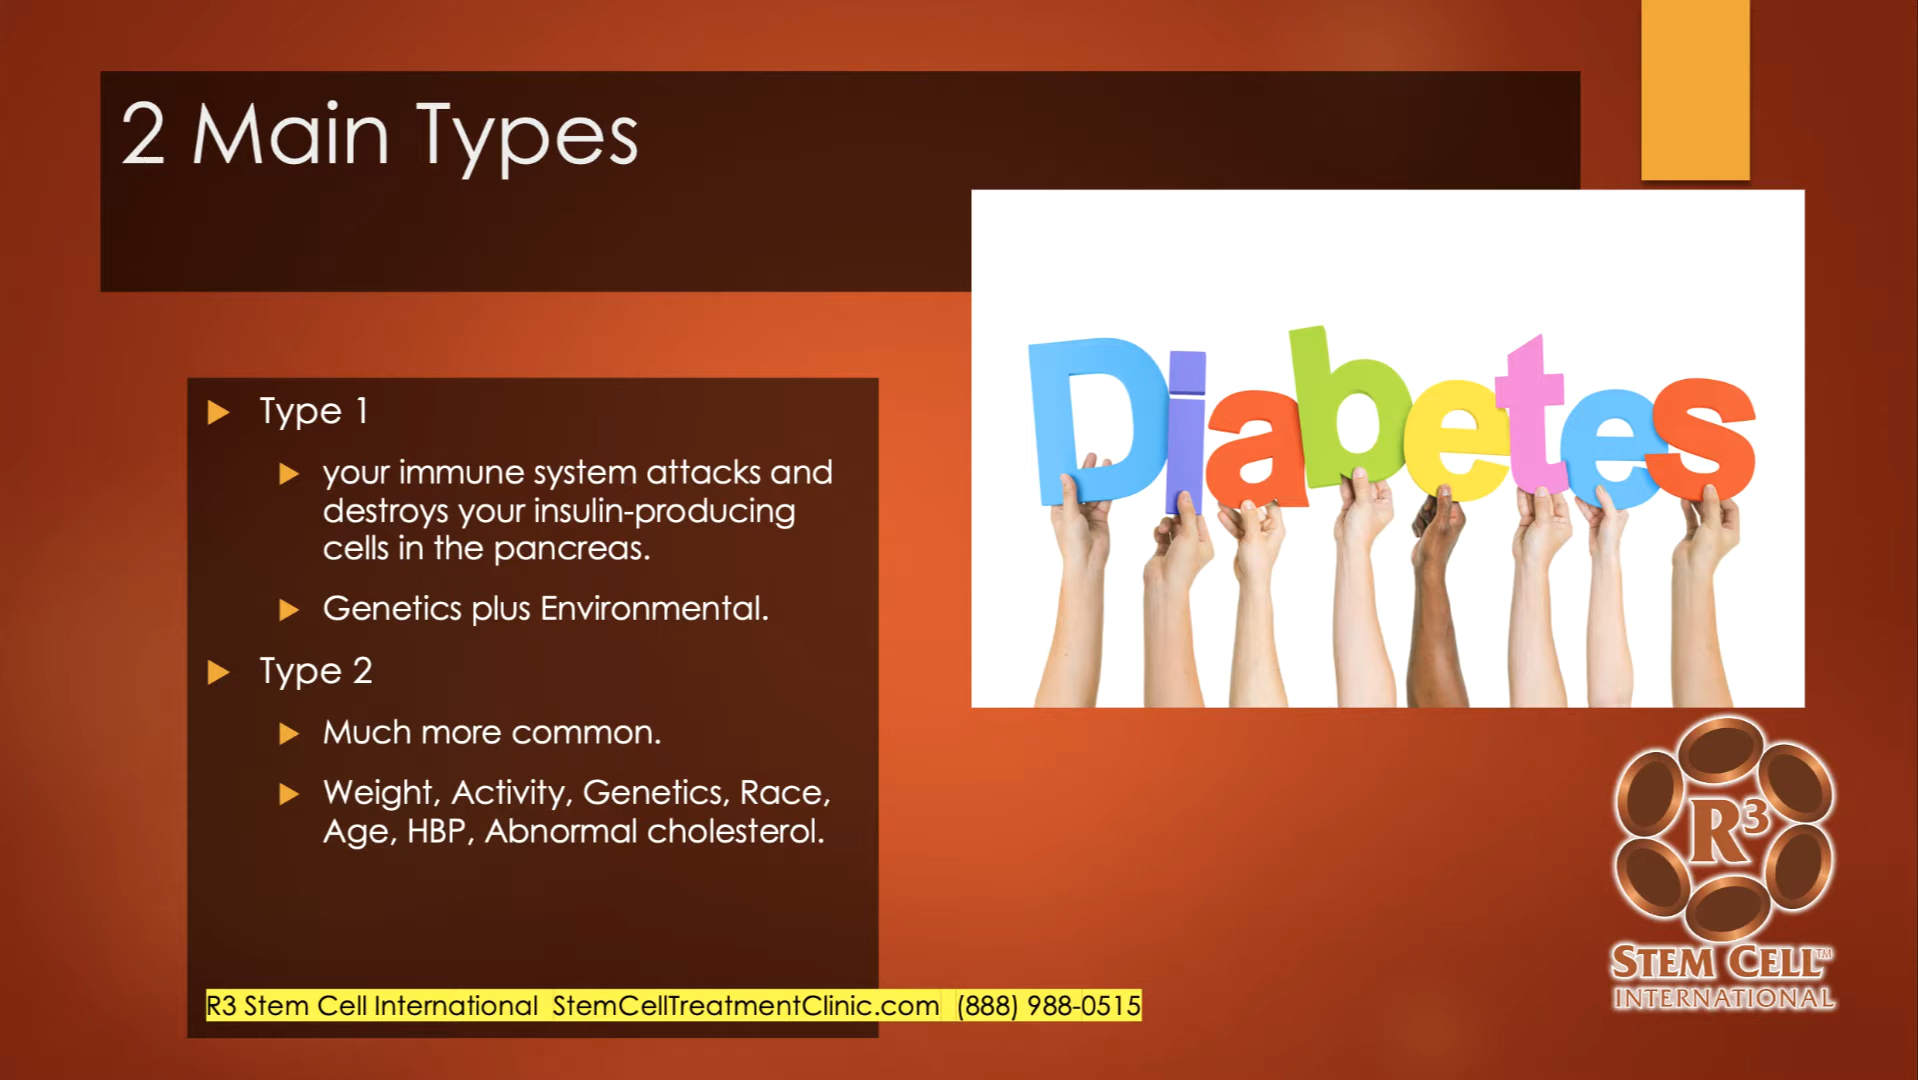 2 Main Types
Diabetes
Type 1
your immune system attacks and
destroys your insulin-producing
cells in the pancreas.
Genetics plus Environmental.
Type 2
Much more common.
Weight, Activity, Genetics, Race,
Age, HBP, Abnormal cholesterol.
R3 Stem Cell International StemCellTreatmentClinic.com (888) 988-0515
R³
STEM CELL™
INTERNATIONAL